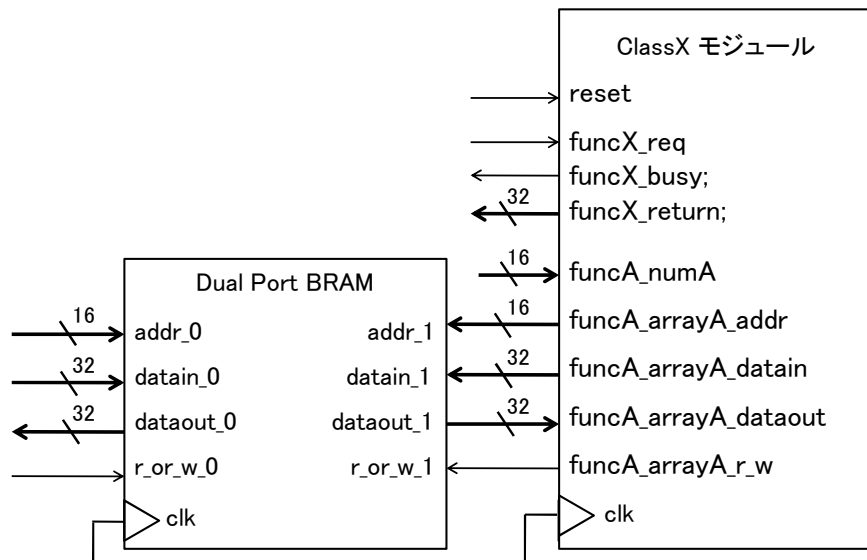 ClassX モジュール
reset
funcX_req
funcX_busy;
32
funcX_return;
16
funcA_numA
Dual Port BRAM
16
addr_0
addr_1
16
funcA_arrayA_addr
32
datain_0
datain_1
32
funcA_arrayA_datain
32
dataout_0
dataout_1
32
funcA_arrayA_dataout
r_or_w_0
r_or_w_1
funcA_arrayA_r_w
clk
clk